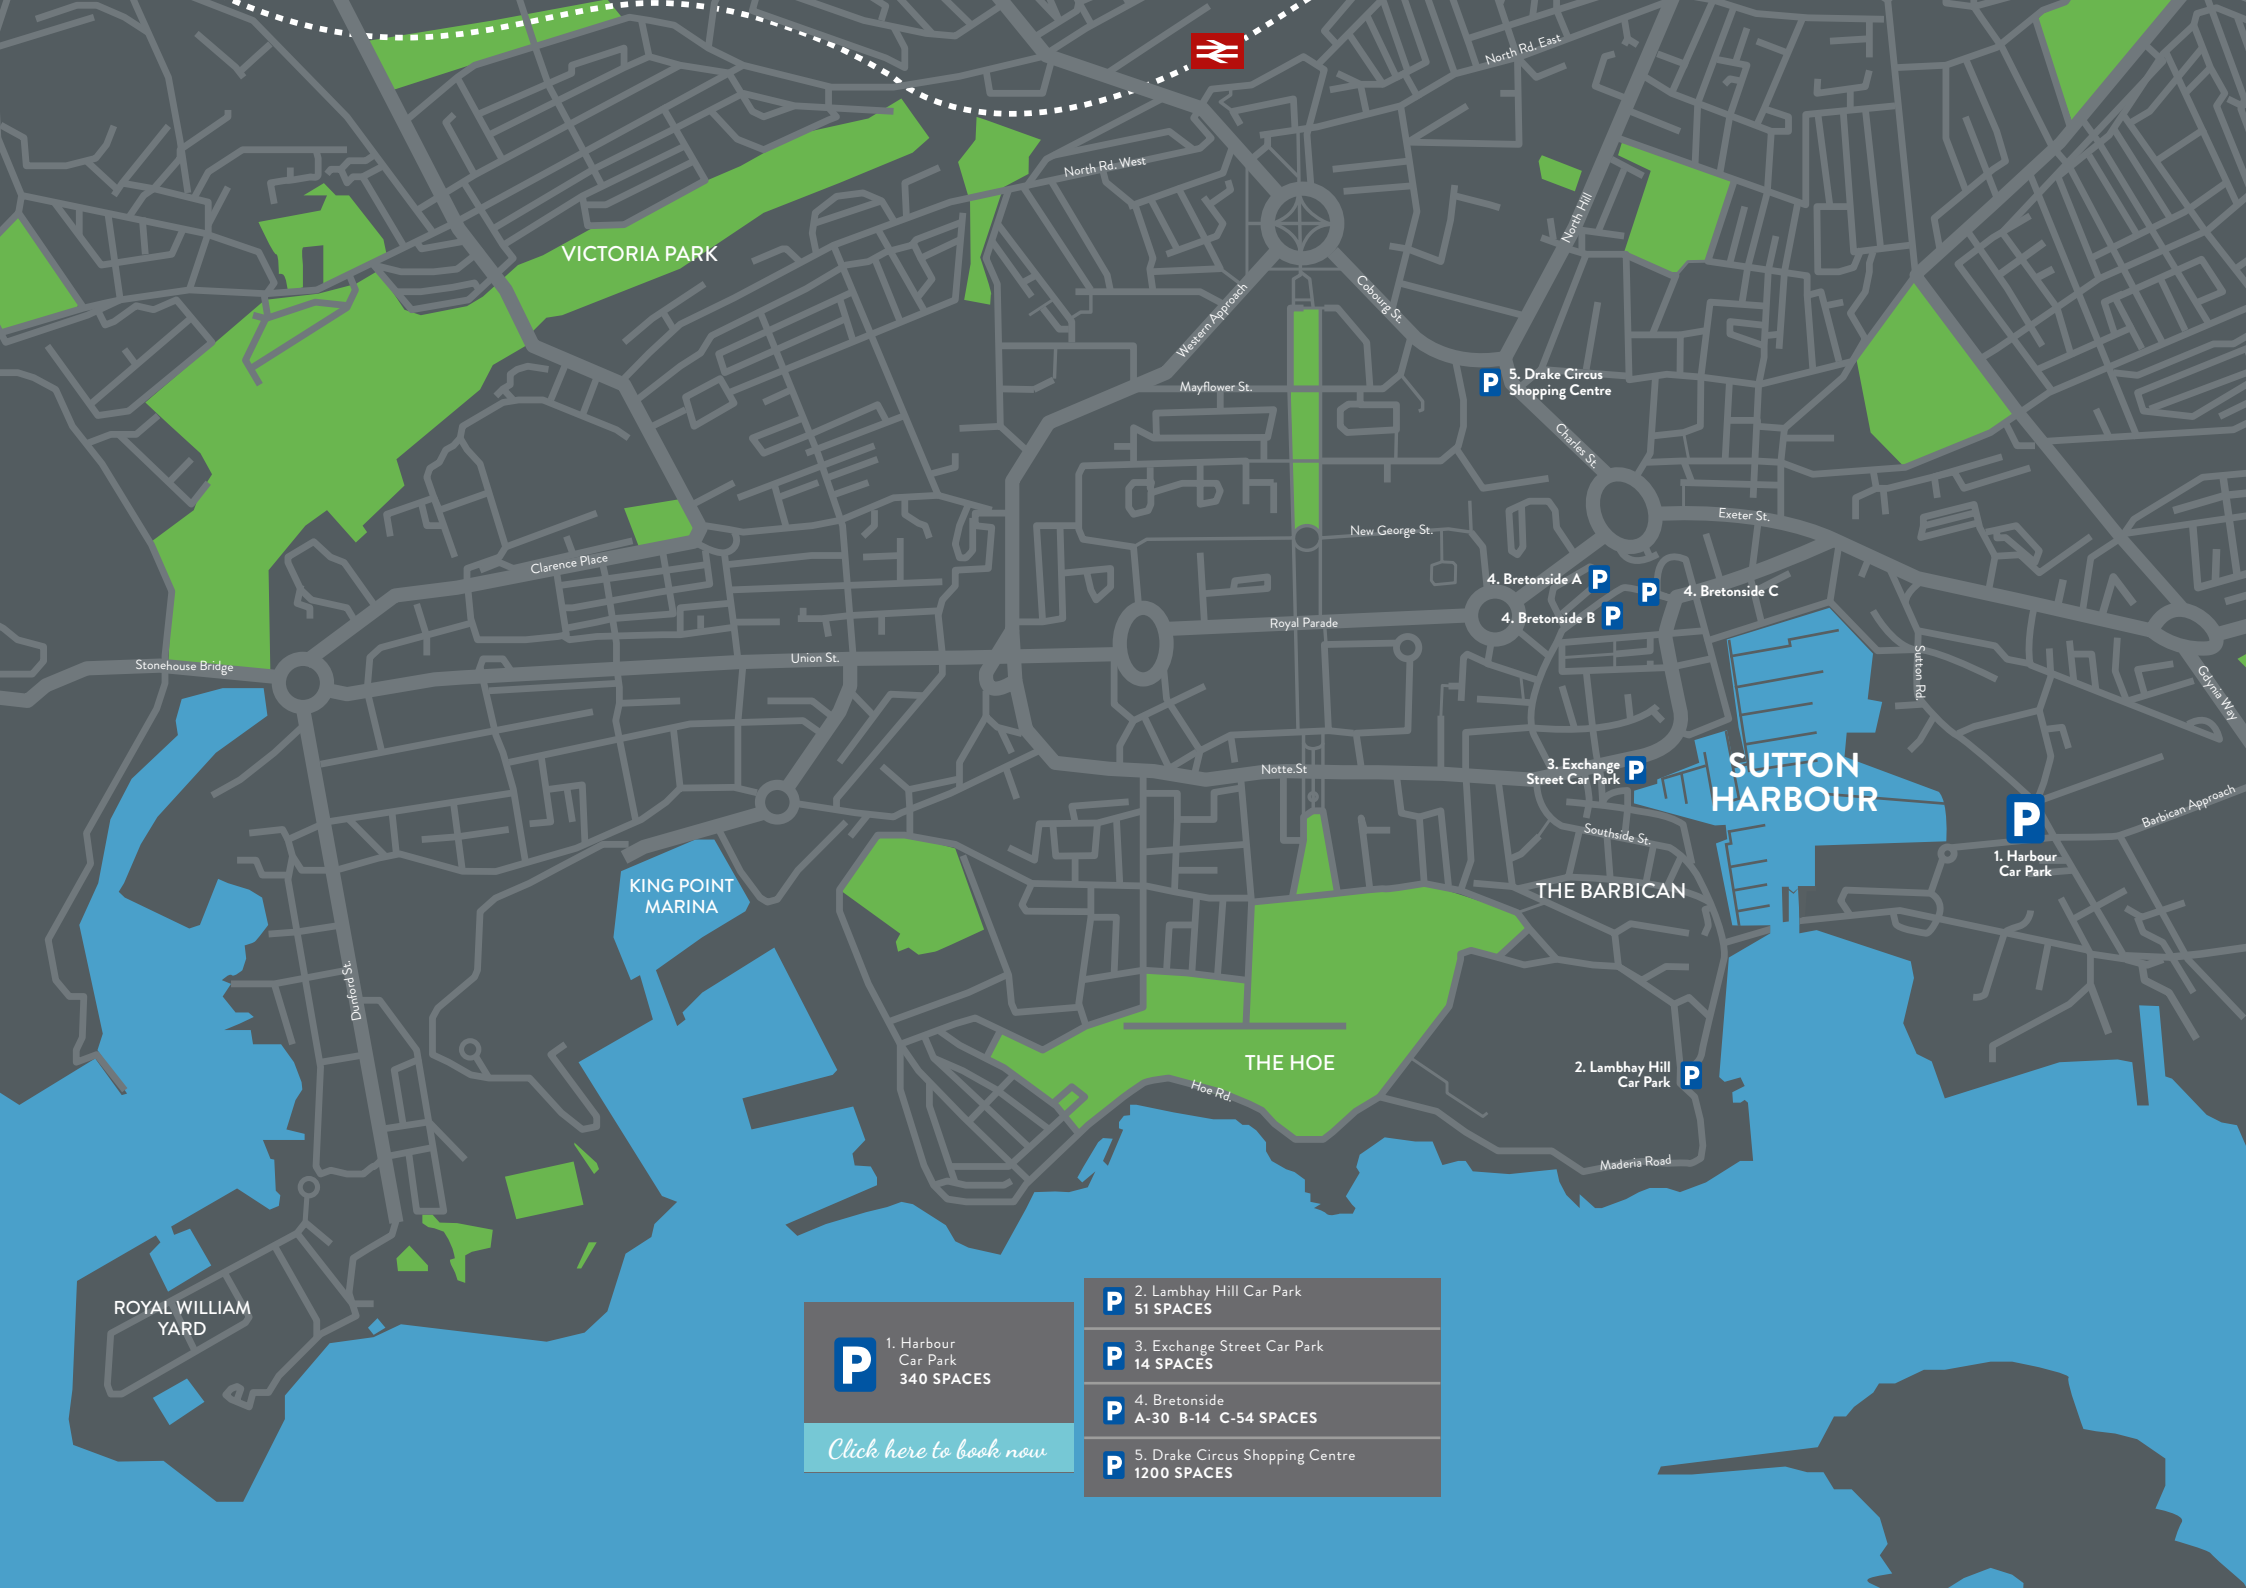 North Rd. East
North Rd. West
North Hill
VICTORIA PARK
Western Approach
Cobourg St.
Mayflower St.
P 5. Drake Circus
Shopping Centre
Charles St.
Exeter St.
New George St.
Clarence Place
4. Bretonside A P
P 4. Bretonside C
4. Bretonside B P
Royal Parade
Stonehouse Bridge
Union St.
Sutton Rd.
Gdynia Way
SUTTON
HARBOUR
3. Exchange
Street Car Park P
Notte.St
Southside St.
Barbican Approach
P
1. Harbour
Car Park
KING POINT
MARINA
THE BARBICAN
Durnford St.
THE HOE
Hoe Rd.
2. Lambhay Hill
Car Park P
Maderia Road
ROYAL WILLIAM
YARD
P 1. Harbour
Car Park
340 SPACES
Click here to book now
P 2. Lambhay Hill Car Park
51 SPACES
P 3. Exchange Street Car Park
14 SPACES
P 4. Bretonside
A-30 B-14 C-54 SPACES
P 5. Drake Circus Shopping Centre
1200 SPACES